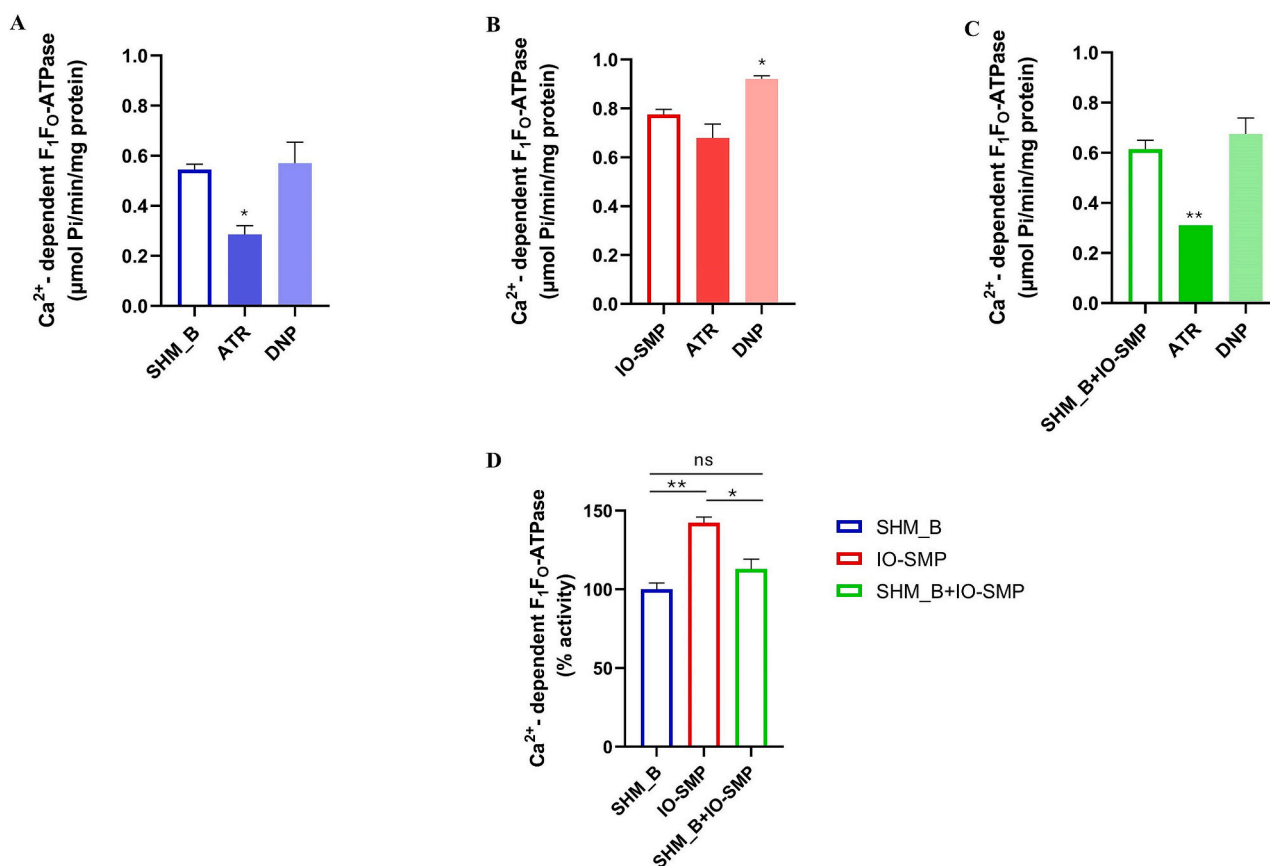 A
Ca²⁺- dependent F₁Fₒ-ATPase
(µmol Pi/min/mg protein)
1.0
0.8
0.6
0.4
0.2
0.0
*
SHM_B
ATR
DNP
B
Ca²⁺- dependent F₁Fₒ-ATPase
(µmol Pi/min/mg protein)
1.0
0.8
0.6
0.4
0.2
0.0
*
IO-SMP
ATR
DNP
C
Ca²⁺- dependent F₁Fₒ-ATPase
(µmol Pi/min/mg protein)
1.0
0.8
0.6
0.4
0.2
0.0
**
SHM_B+IO-SMP
ATR
DNP
D
Ca²⁺- dependent F₁Fₒ-ATPase
(% activity)
150
100
50
0
ns
**
*
SHM_B
IO-SMP
SHM_B+IO-SMP
SHM_B
IO-SMP
SHM_B+IO-SMP